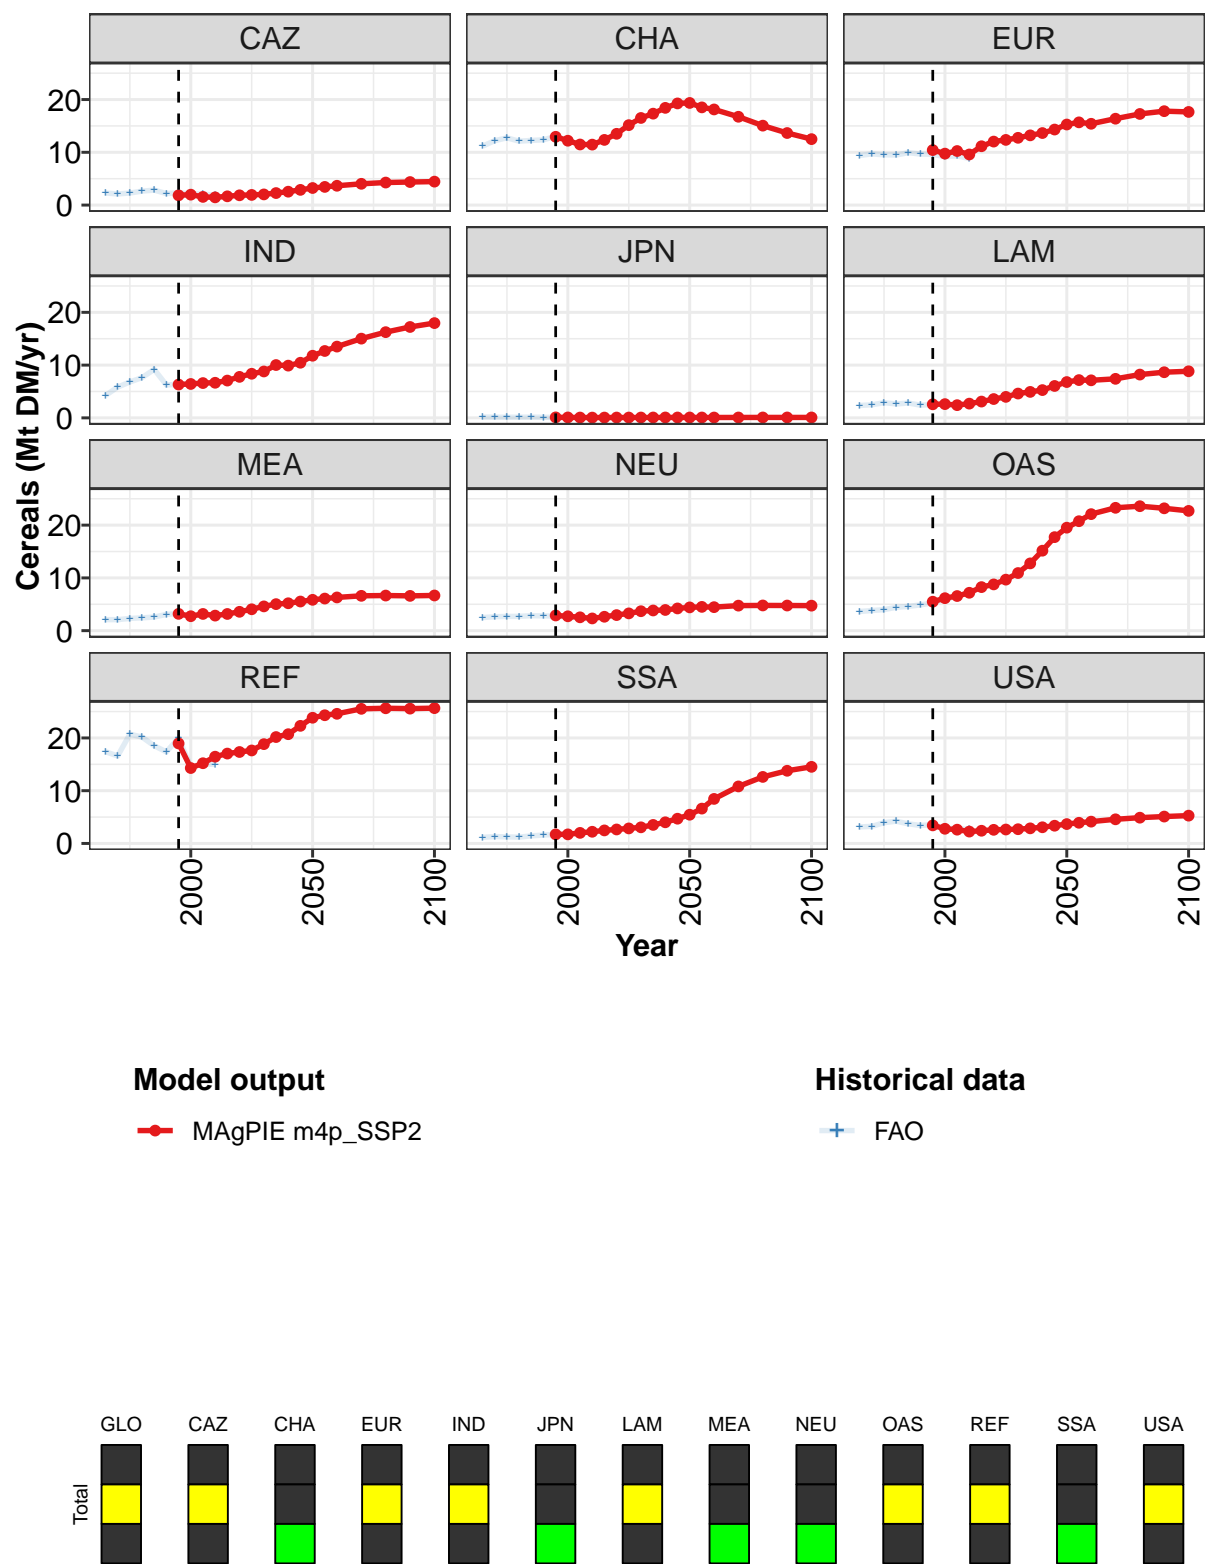 CAZ CHA EUR
20
10
0
IND JPN LAM
20
10
0
MEA NEU OAS
20
10
0
REF SSA USA
20
10
0
Cereals (Mt DM/yr)
2000 2050 2100 2000 2050 2100 2000 2050 2100
Year
Model output Historical data
MAgPIE m4p_SSP2 FAO
GLO CAZ CHA EUR IND JPN LAM MEA NEU OAS REF SSA USA
Total